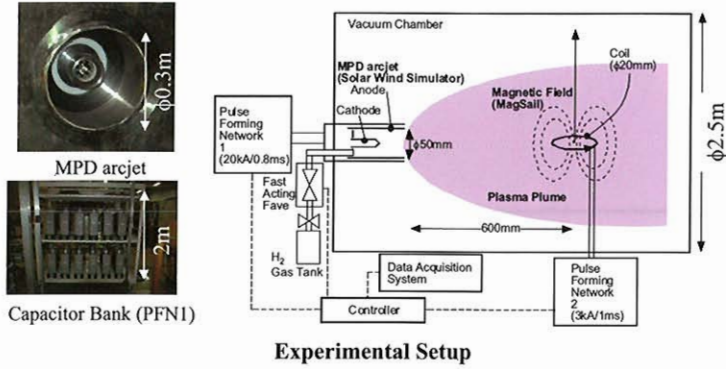 ϕ0.3m
MPD arcjet
2m
Capacitor Bank (PFN1)
Vacuum Chamber
MPD arcjet
(Solar Wind Simulator)
Anode
Cathode
ϕ50mm
Coil
(ϕ20mm)
Magnetic Field
(MagSail)
Plasma Plume
600mm
ϕ2.5m
Pulse
Forming
Network
1
(20kA/0.8ms)
Fast
Acting
Fave
H2
Gas Tank
Data Acquisition
System
Controller
Pulse
Forming
Network
2
(3kA/1ms)
Experimental Setup